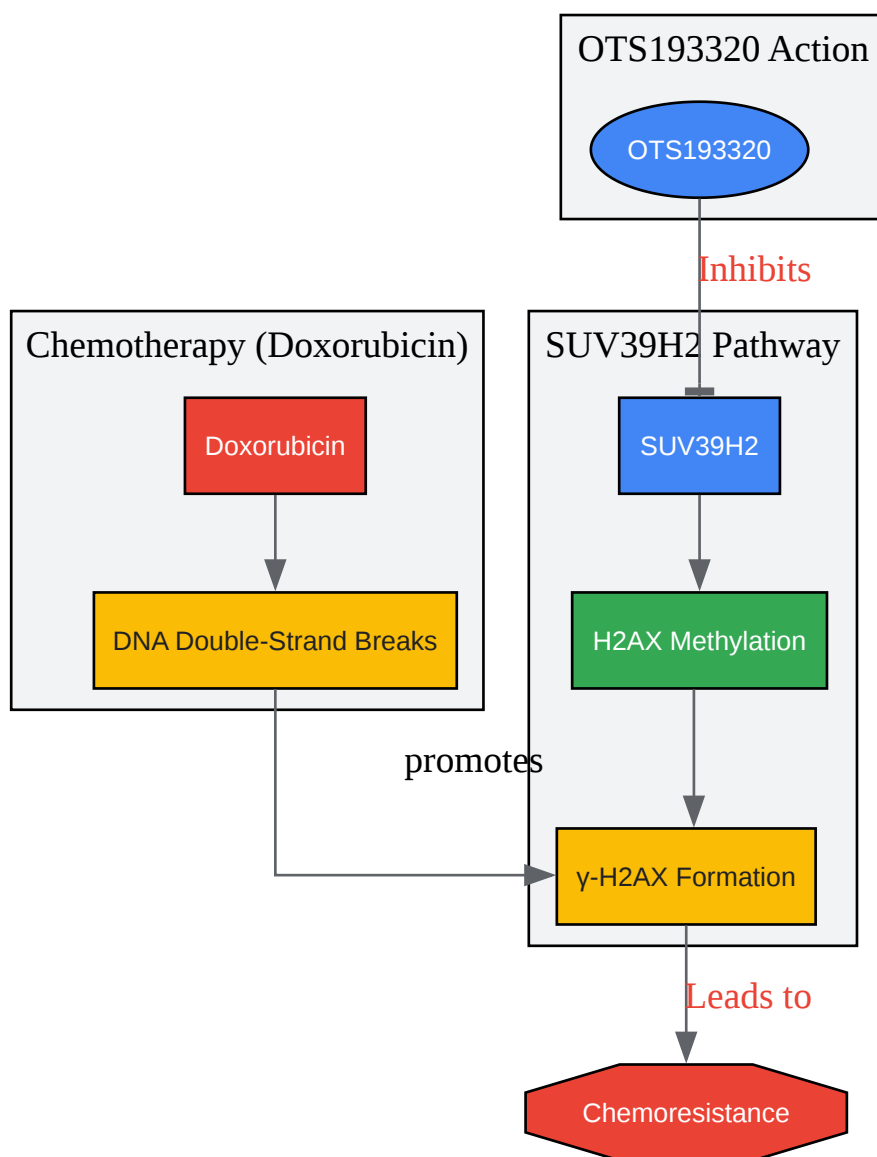 OTS193320 Action
OTS193320
Inhibits
Chemotherapy (Doxorubicin)
SUV39H2 Pathway
Doxorubicin
SUV39H2
DNA Double-Strand Breaks
H2AX Methylation
promotes
γ-H2AX Formation
Leads to
Chemoresistance